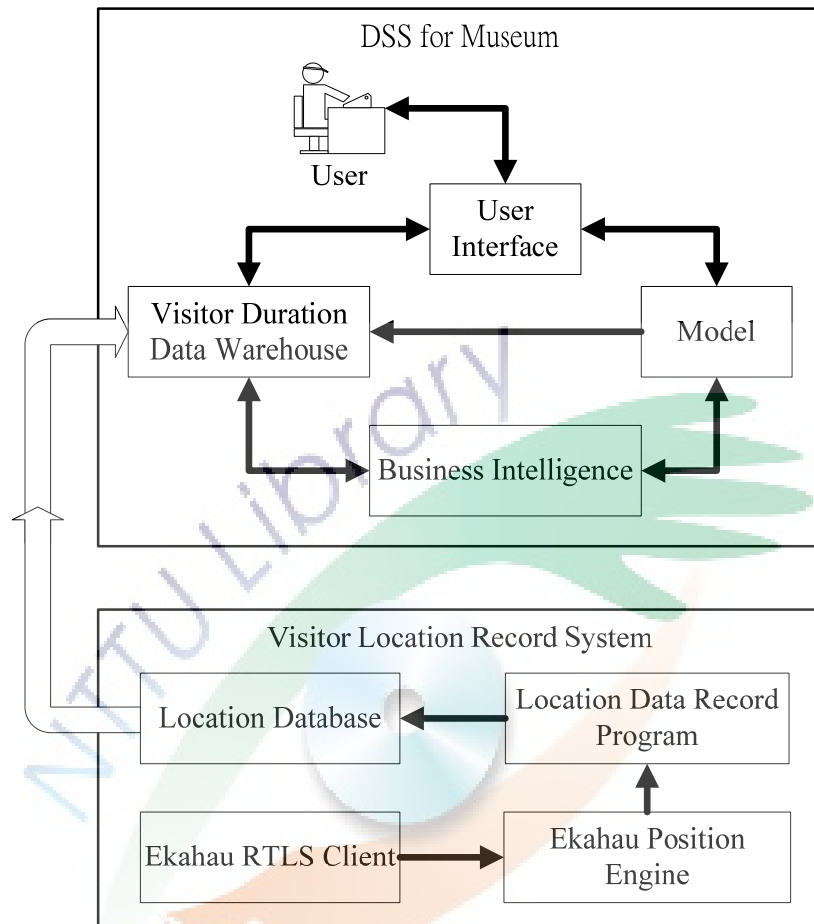 DSS for Museum
User
User
Interface
Visitor Duration
Data Warehouse
Model
Business Intelligence
NTTU Library
Visitor Location Record System
Location Database
Location Data Record
Program
Ekahau RTLS Client
Ekahau Position
Engine